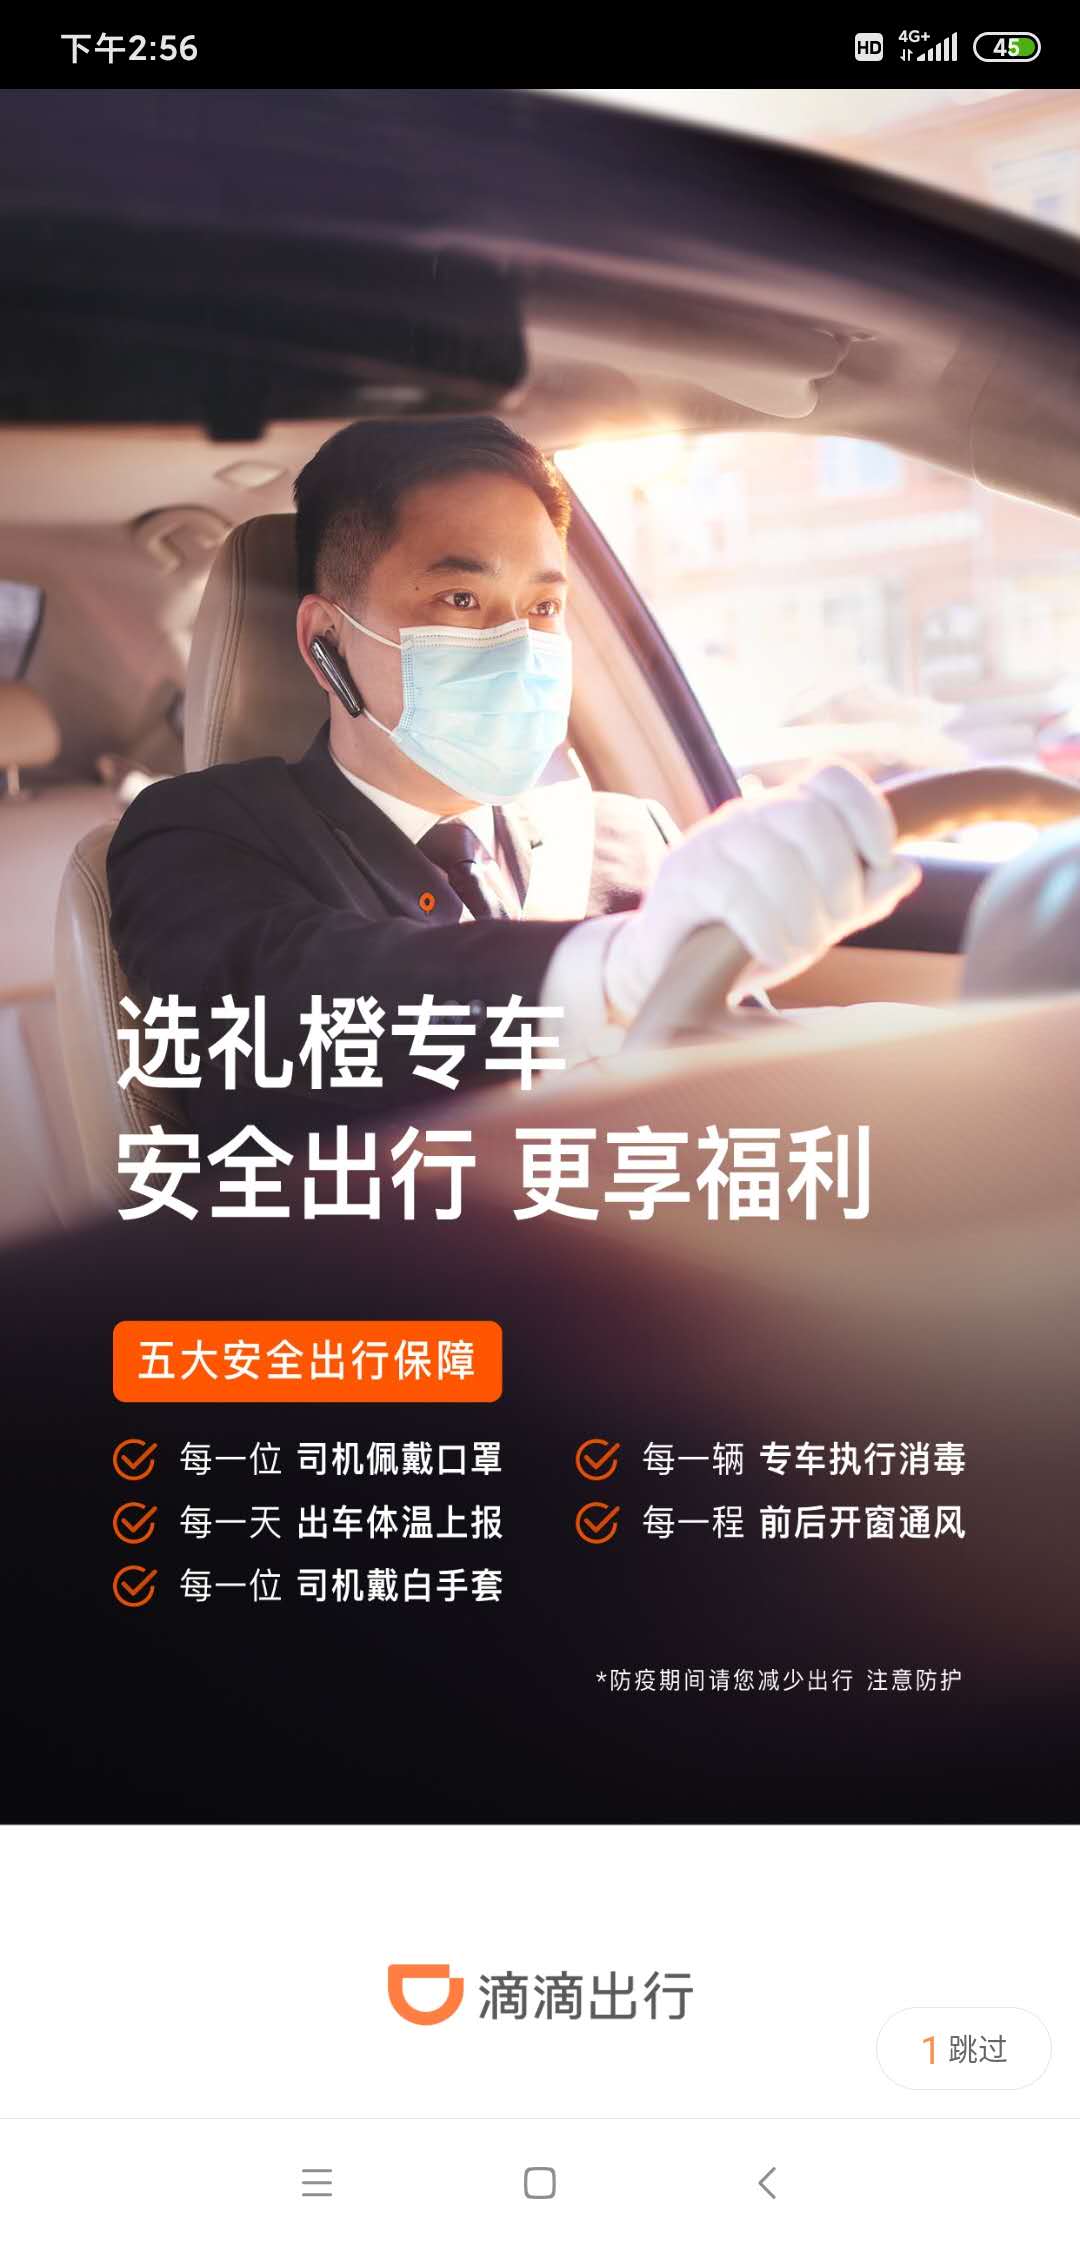 下午2:56
HD 4G+ 45
选礼橙专车
安全出行 更享福利
五大安全出行保障
每一位 司机佩戴口罩
每一辆 专车执行消毒
每一天 出车体温上报
每一程 前后开窗通风
每一位 司机戴白手套
*防疫期间请您减少出行 注意防护
滴滴出行
1 跳过